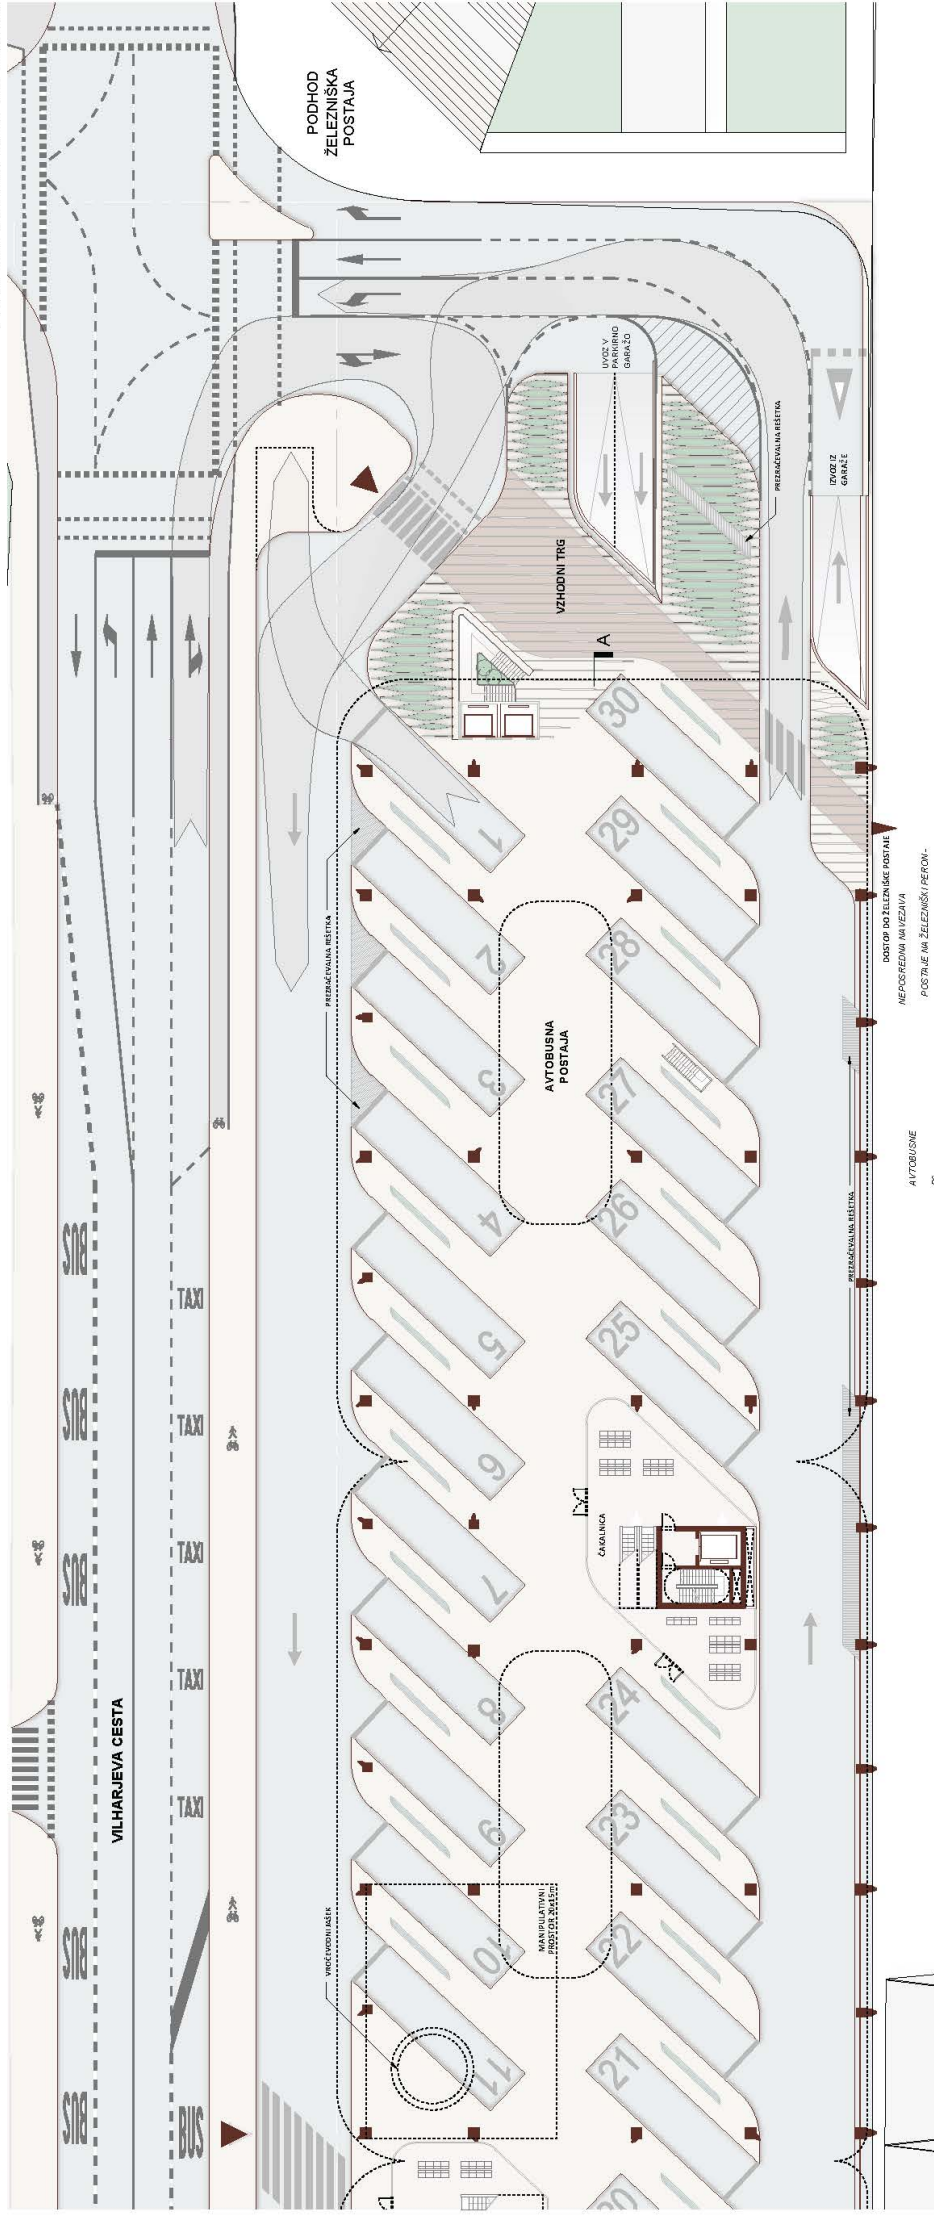 PODHOD
ŽELEZNIŠKA
POSTAJA
UVOZ V
PARKIRNO
GARAŽO
PREZRAČEVALNA REŠETKA
IZVOZ IZ
GARAŽE
VZHODNI TRG
A
30
1
29
PREZRAČEVALNA REŠETKA
DOSTOP DO ŽELEZNIŠKE POSTAJE
NEPOSREDNA NAVEZAVA
POSTAJE NA ŽELEZNIŠKI PERON -
AVTOBUSNE
2
28
AVTOBUSNA
POSTAJA
3
27
4
26
PREZRAČEVALNA REŠETKA
BUS
TAXI
5
25
BUS
TAXI
6
ČAKALNICA
BUS
TAXI
7
TAXI
8
24
VILHARJEVA CESTA
TAXI
9
23
VROČEVODNI JAŠEK
MANIPULATIVNI
PROSTOR 20x15m
BUS
10
22
11
21
BUS
BUS
20